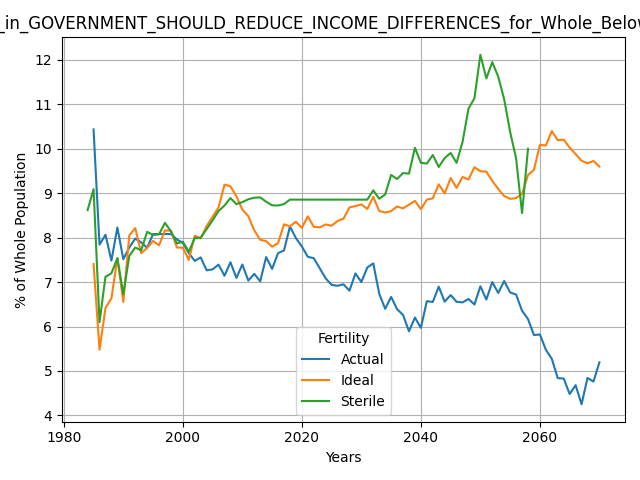 _in_GOVERNMENT_SHOULD_REDUCE_INCOME_DIFFERENCES_for_Whole_Below
12
11
10
9
8
7
6
5
4
% of Whole Population
Fertility
Actual
Ideal
Sterile
1980
2000
2020
2040
2060
Years